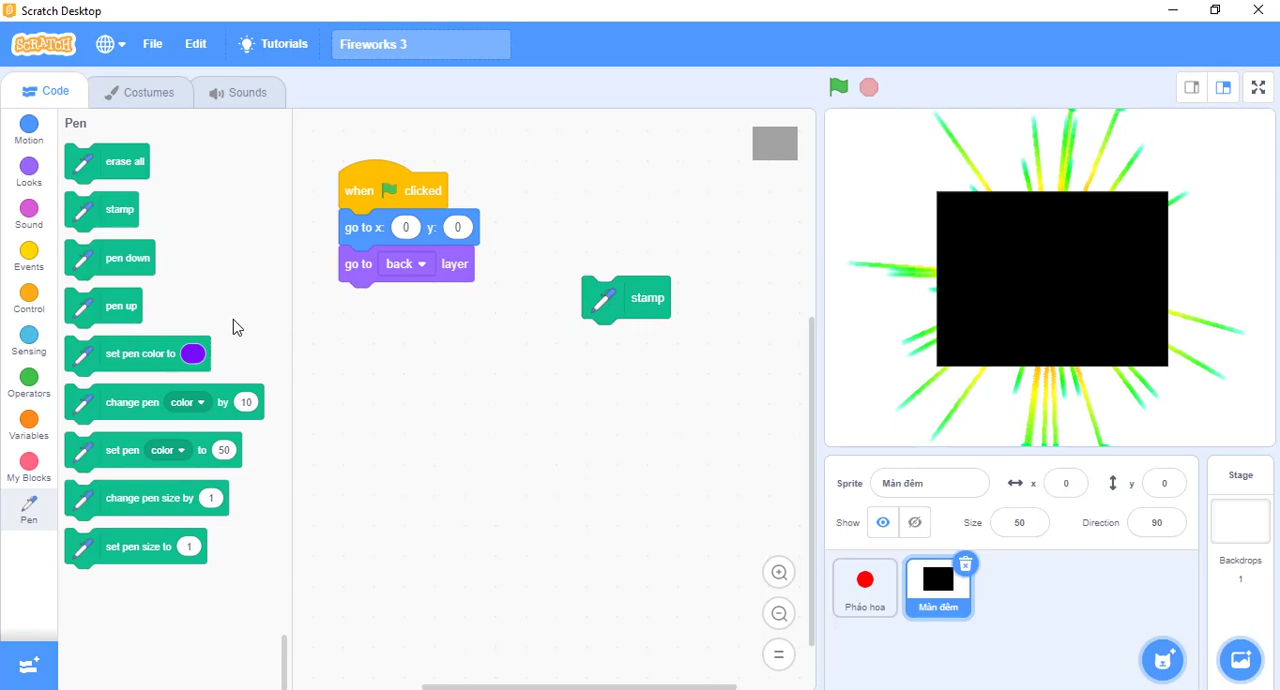 Scratch Desktop
SCRATCH File Edit Tutorials Fireworks 3
Code Costumes Sounds
Motion
Looks
Sound
Events
Control
Sensing
Operators
Variables
My Blocks
Pen
Pen
erase all
stamp
pen down
pen up
set pen color to
change pen color by 10
set pen color to 50
change pen size by 1
set pen size to 1
when clicked
go to x: 0 y: 0
go to back layer
stamp
Sprite Màn đêm x 0 y 0
Show Size 50 Direction 90
Pháo hoa
Màn đêm
Stage
Backdrops
1